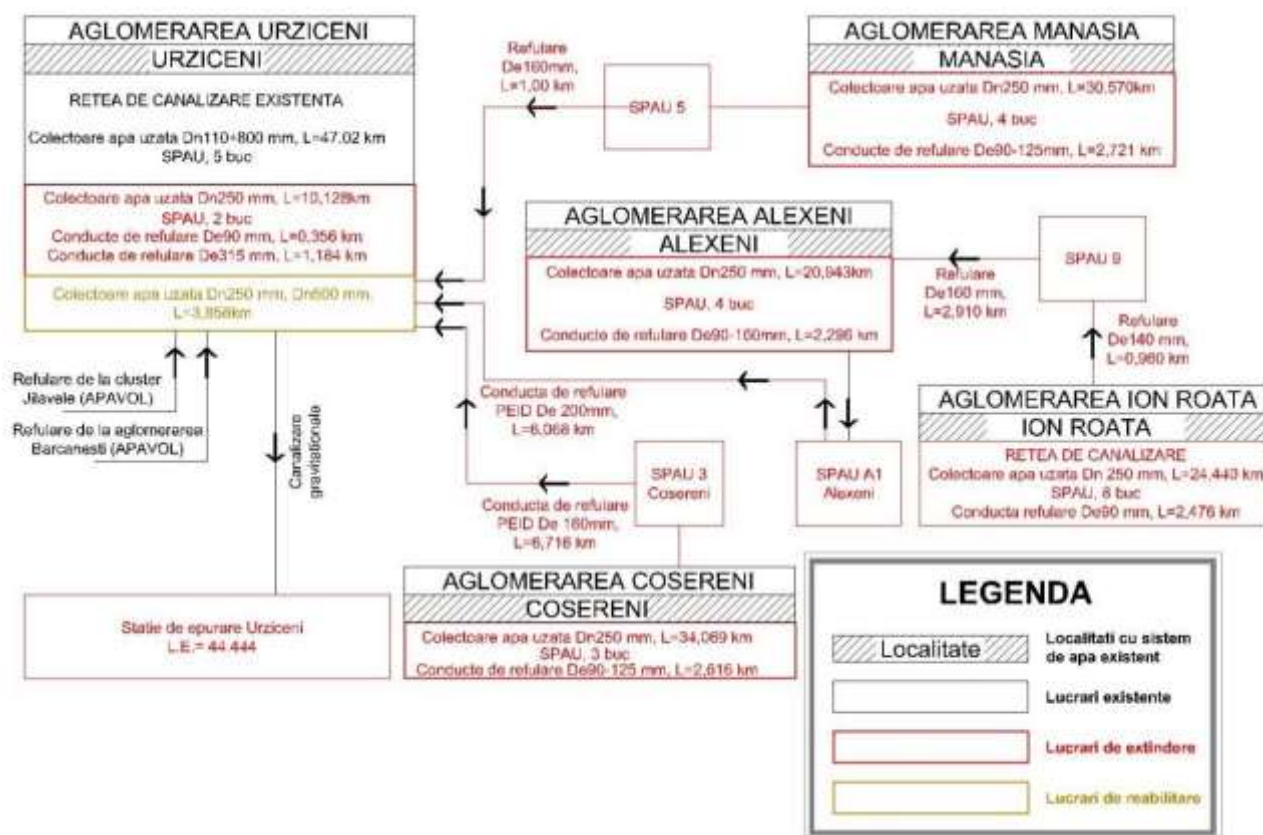 AGLOMERAREA URZICENI
URZICENI
RETEA DE CANALIZARE EXISTENTA
Colectoare apa uzata Dn110÷800 mm, L=47.02 km
SPAU, 5 buc
Colectoare apa uzata Dn250 mm, L=10,128km
SPAU, 2 buc
Conducte de refulare De90 mm, L=0,356 km
Conducte de refulare De315 mm, L=1,184 km
Colectoare apa uzata Dn250 mm, Dn600 mm,
L=3,858km
Refulare de la cluster
Jilavele (APAVOL)
Refulare de la aglomererea
Barcanesti (APAVOL)
Canalizare
gravitationale
Statie de epurare Urziceni
L.E.= 44.444
Refulare
De160mm,
L=1,00 km
SPAU 5
AGLOMERAREA MANASIA
MANASIA
Colectoare apa uzata Dn250 mm, L=30,570km
SPAU, 4 buc
Conducte de refulare De90-125mm, L=2,721 km
AGLOMERAREA ALEXENI
ALEXENI
Colectoare apa uzata Dn250 mm, L=20,943km
SPAU, 4 buc
Conducte de refulare De90-160mm, L=2,296 km
SPAU 9
Refulare
De160 mm,
L=2,910 km
Refulare
De140 mm,
L=0,980 km
AGLOMERAREA ION ROATA
ION ROATA
RETEA DE CANALIZARE
Colectoare apa uzata Dn 250 mm, L=24,440 km
SPAU, 8 buc
Conducta refulare De90 mm, L=2,476 km
Conducta de refulare
PEID De 200mm,
L=6,068 km
SPAU 3
Cosereni
SPAU A1
Alexeni
Conducta de refulare
PEID De 160mm,
L=6,716 km
AGLOMERAREA COSERENI
COSERENI
Colectoare apa uzata Dn250 mm, L=34,069 km
SPAU, 3 buc
Conducte de refulare De90-125 mm, L=2,616 km
LEGENDA
Localitate
Localitati cu sistem
de apa existent
Lucrari existente
Lucrari de extindere
Lucrari de reabilitare